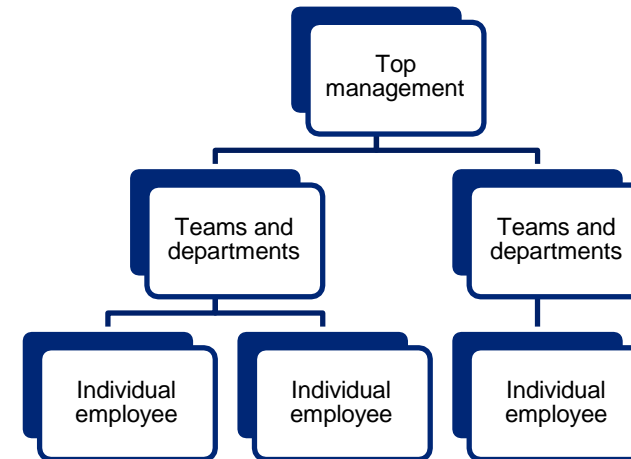 Top
management
Teams and
departments
Teams and
departments
Individual
employee
Individual
employee
Individual
employee